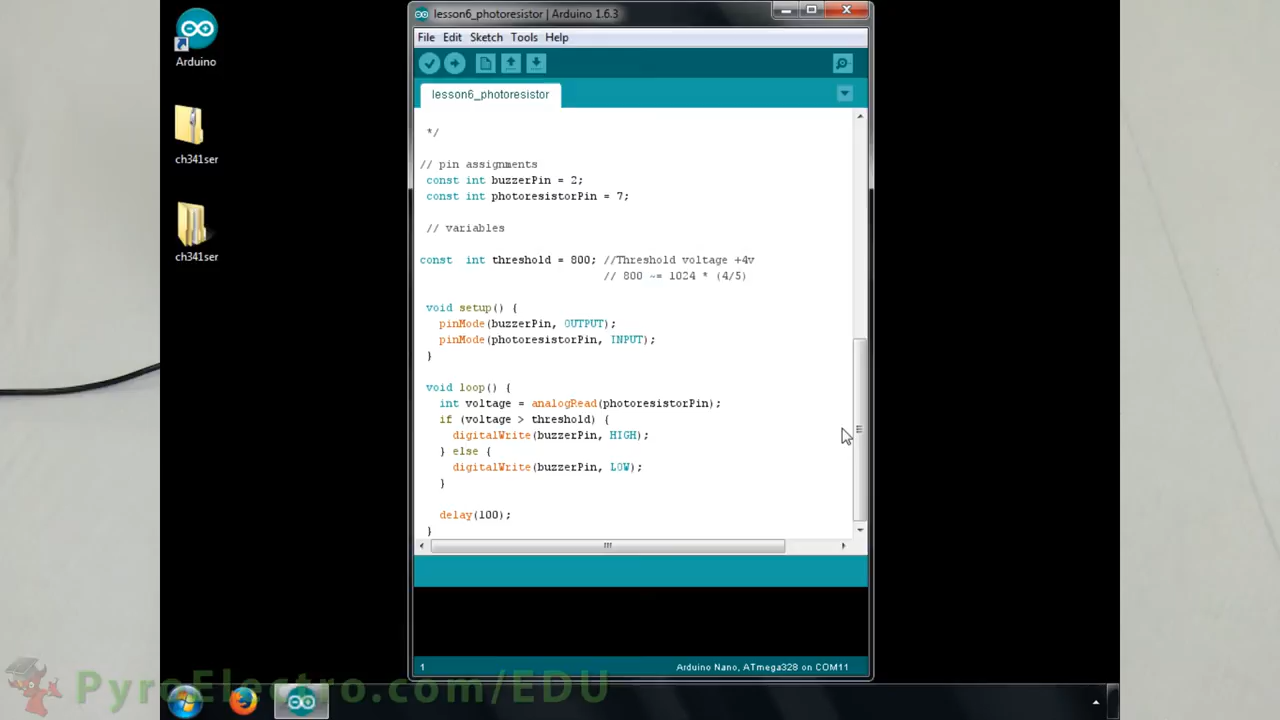 lesson6_photoresistor | Arduino 1.6.3
File Edit Sketch Tools Help
lesson6_photoresistor
Arduino
ch341ser
ch341ser
*/
// pin assignments
const int buzzerPin = 2;
const int photoresistorPin = 7;
// variables
const  int threshold = 800; //Threshold voltage +4v
// 800 ~= 1024 * (4/5)
void setup() {
pinMode(buzzerPin, OUTPUT);
pinMode(photoresistorPin, INPUT);
}
void loop() {
int voltage = analogRead(photoresistorPin);
if (voltage > threshold) {
digitalWrite(buzzerPin, HIGH);
} else {
digitalWrite(buzzerPin, LOW);
}
delay(100);
}
1
Arduino Nano, ATmega328 on COM11
PyroElectro.com/EDU